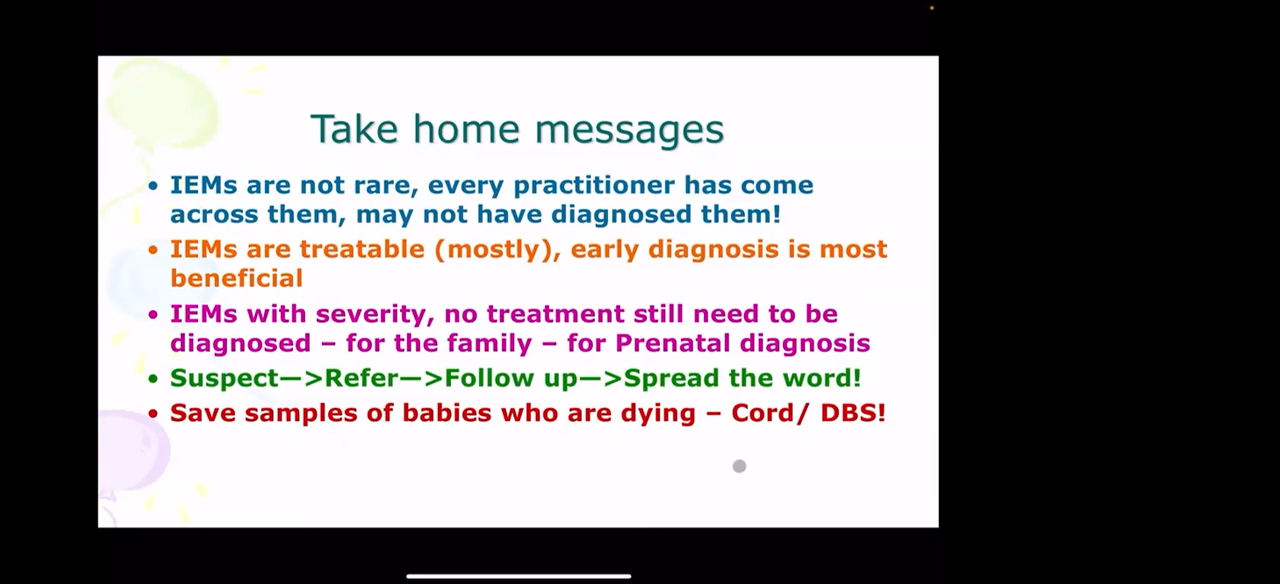 Take home messages
• IEMs are not rare, every practitioner has come
across them, may not have diagnosed them!
• IEMs are treatable (mostly), early diagnosis is most
beneficial
• IEMs with severity, no treatment still need to be
diagnosed – for the family – for Prenatal diagnosis
• Suspect—>Refer—>Follow up—>Spread the word!
• Save samples of babies who are dying – Cord/ DBS!